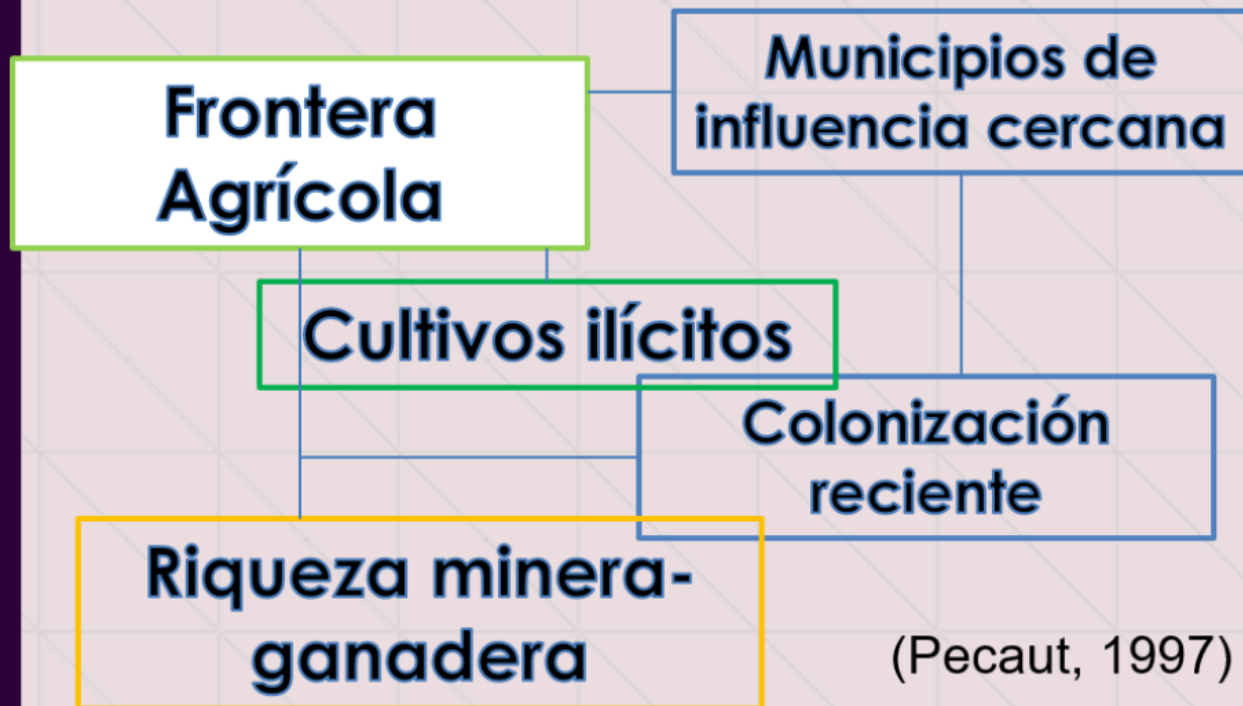 Frontera
Agrícola
Municipios de
influencia cercana
Cultivos ilícitos
Colonización
reciente
Riqueza minera-
ganadera
(Pecaut, 1997)